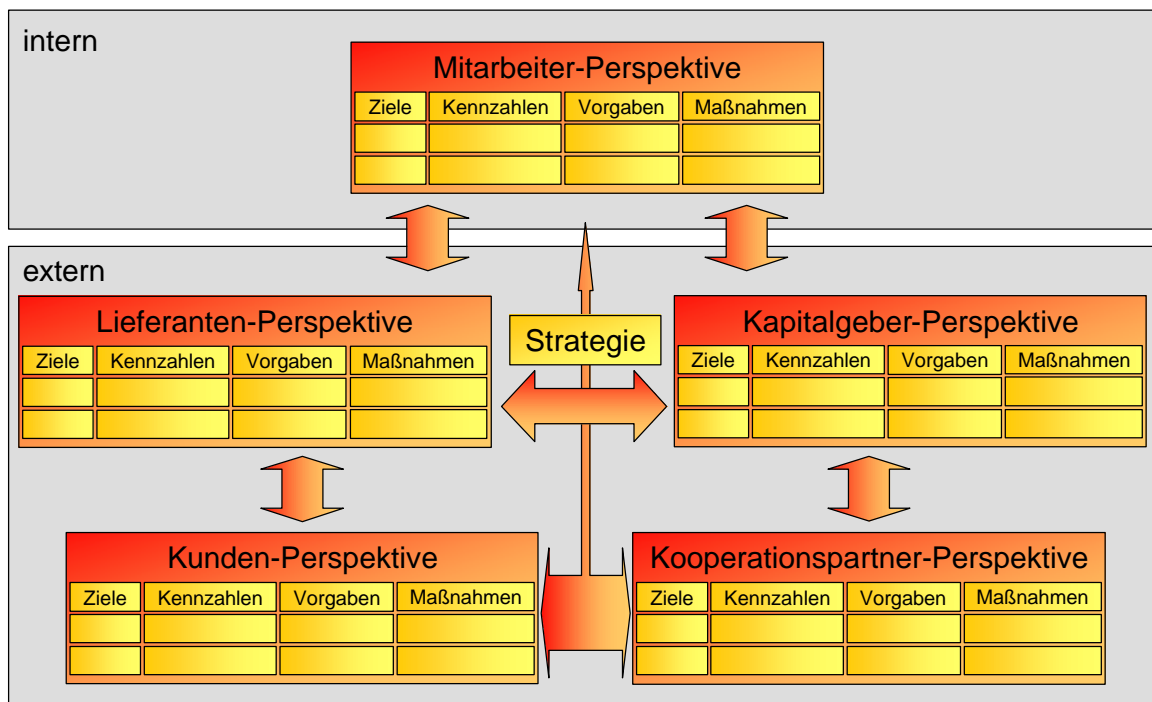 intern
Mitarbeiter-Perspektive
Ziele Kennzahlen Vorgaben Maßnahmen
extern
Lieferanten-Perspektive
Ziele Kennzahlen Vorgaben Maßnahmen
Strategie
Kapitalgeber-Perspektive
Ziele Kennzahlen Vorgaben Maßnahmen
Kunden-Perspektive
Ziele Kennzahlen Vorgaben Maßnahmen
Kooperationspartner-Perspektive
Ziele Kennzahlen Vorgaben Maßnahmen